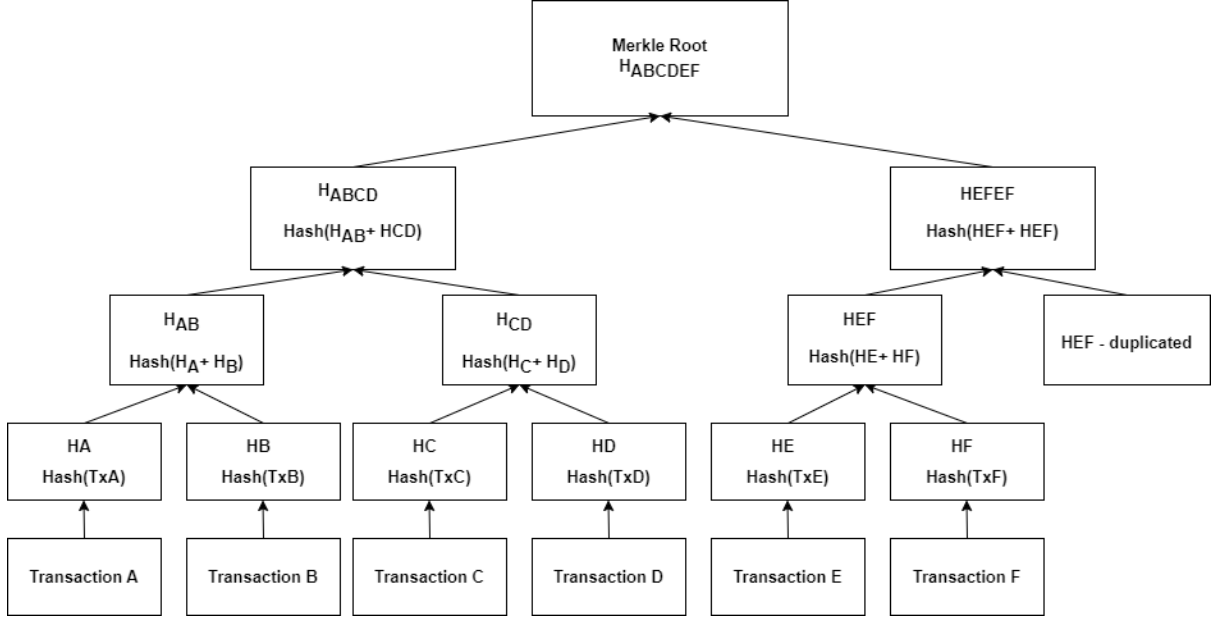 Merkle Root
HABCDEF
HABCD
Hash(HAB+ HCD)
HEFEF
Hash(HEF+ HEF)
HAB
Hash(HA+ HB)
HCD
Hash(HC+ HD)
HEF
Hash(HE+ HF)
HEF - duplicated
HA
Hash(TxA)
HB
Hash(TxB)
HC
Hash(TxC)
HD
Hash(TxD)
HE
Hash(TxE)
HF
Hash(TxF)
Transaction A
Transaction B
Transaction C
Transaction D
Transaction E
Transaction F